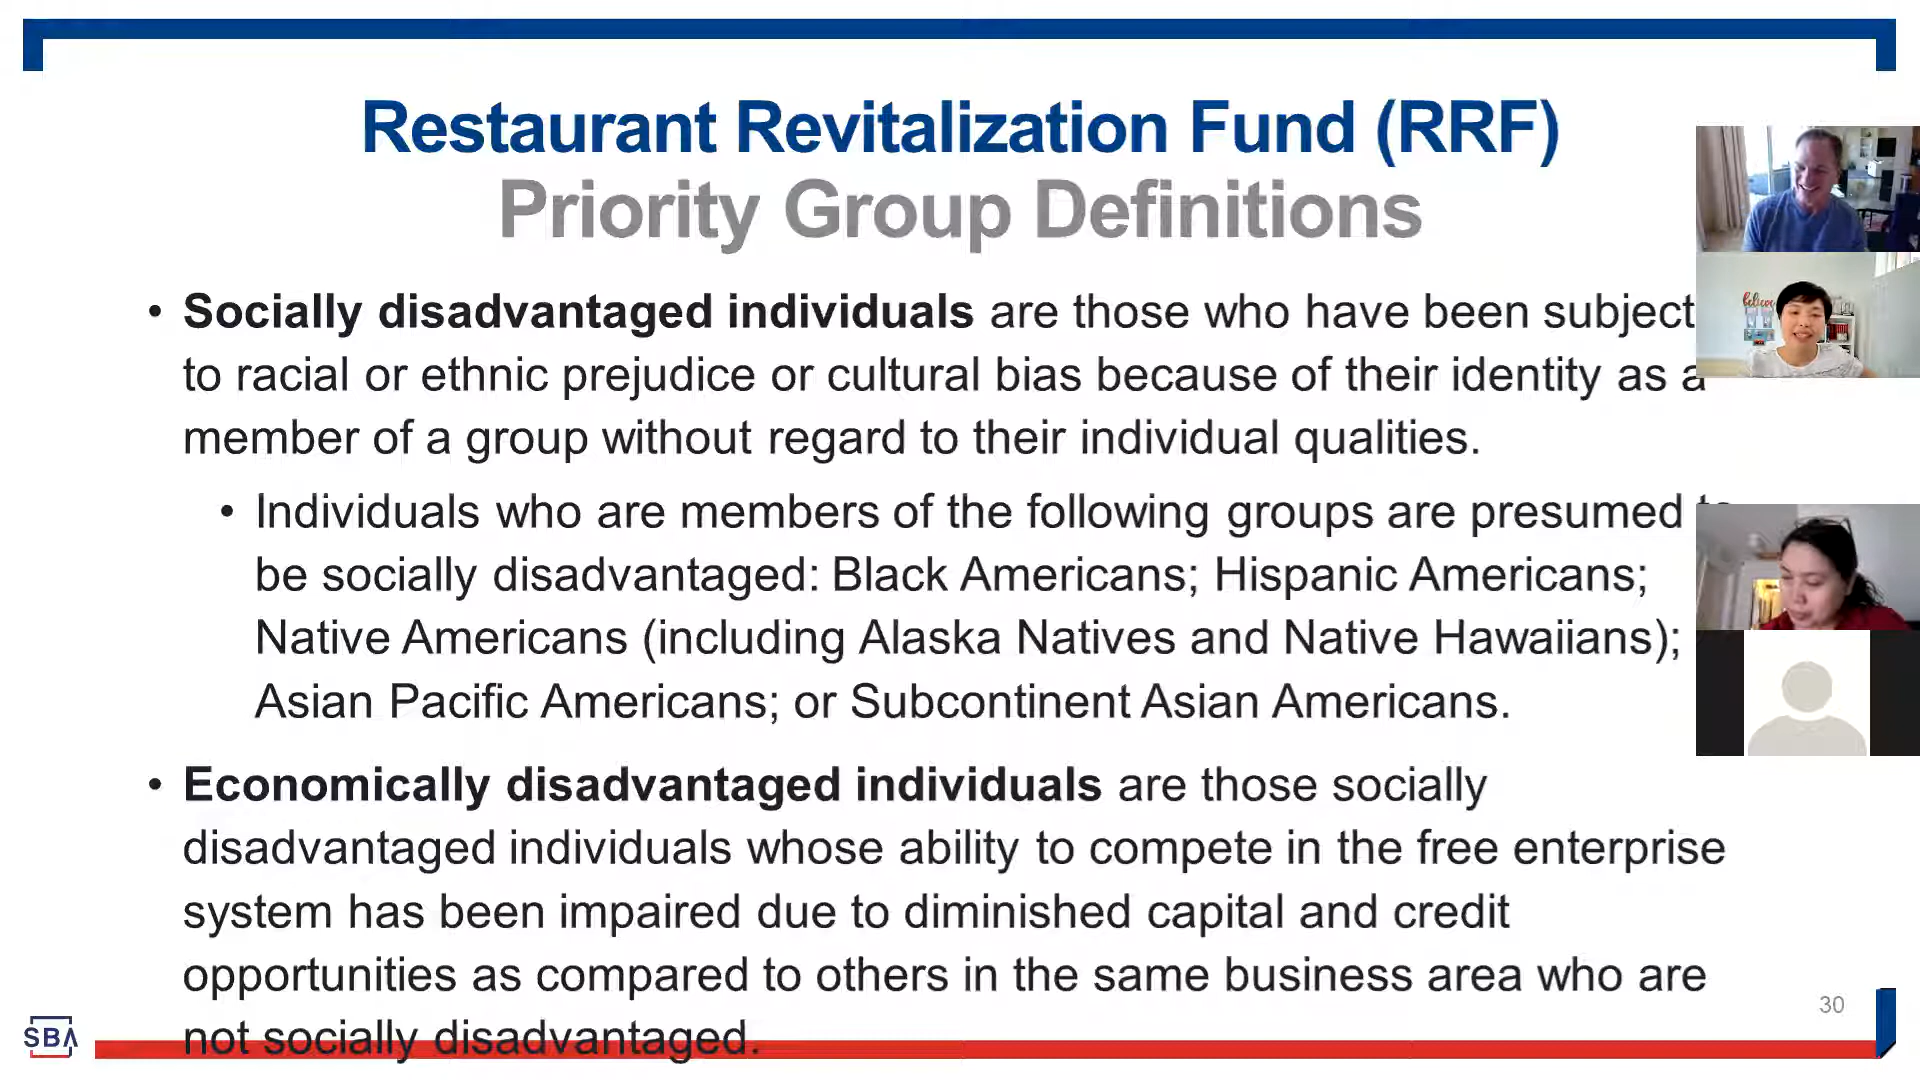 Restaurant Revitalization Fund (RRF)
Priority Group Definitions
• Socially disadvantaged individuals are those who have been subject
to racial or ethnic prejudice or cultural bias because of their identity as a
member of a group without regard to their individual qualities.
• Individuals who are members of the following groups are presumed to
be socially disadvantaged: Black Americans; Hispanic Americans;
Native Americans (including Alaska Natives and Native Hawaiians);
Asian Pacific Americans; or Subcontinent Asian Americans.
• Economically disadvantaged individuals are those socially
disadvantaged individuals whose ability to compete in the free enterprise
system has been impaired due to diminished capital and credit
opportunities as compared to others in the same business area who are
not socially disadvantaged.
believe
30
SBA